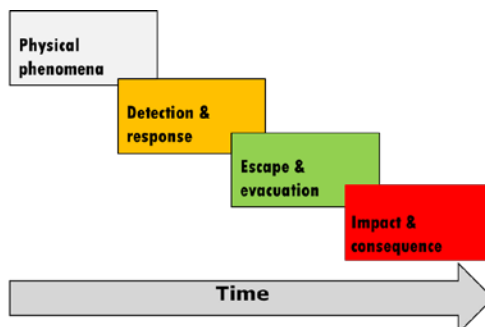 Physical
phenomena
Detection &
response
Escape &
evacuation
Impact &
consequence
Time